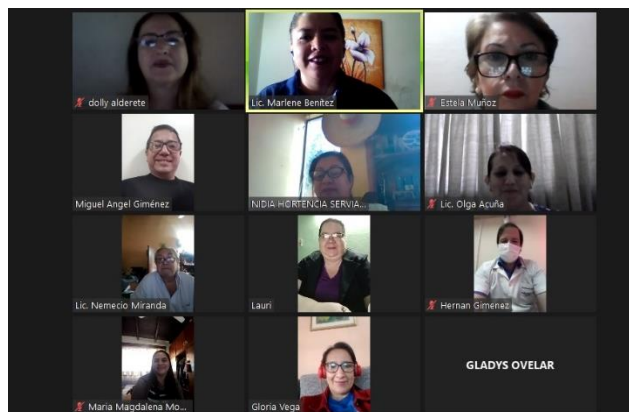 dolly alderete
Lic. Marlene Benítez
Estela Muñoz
Miguel Angel Giménez
NIDIA HORTENCIA SERVIA...
Lic. Olga Acuña
Lic. Nemecio Miranda
Lauri
Hernan Gimenez
Maria Magdalena Mo...
Gloria Vega
GLADYS OVELAR